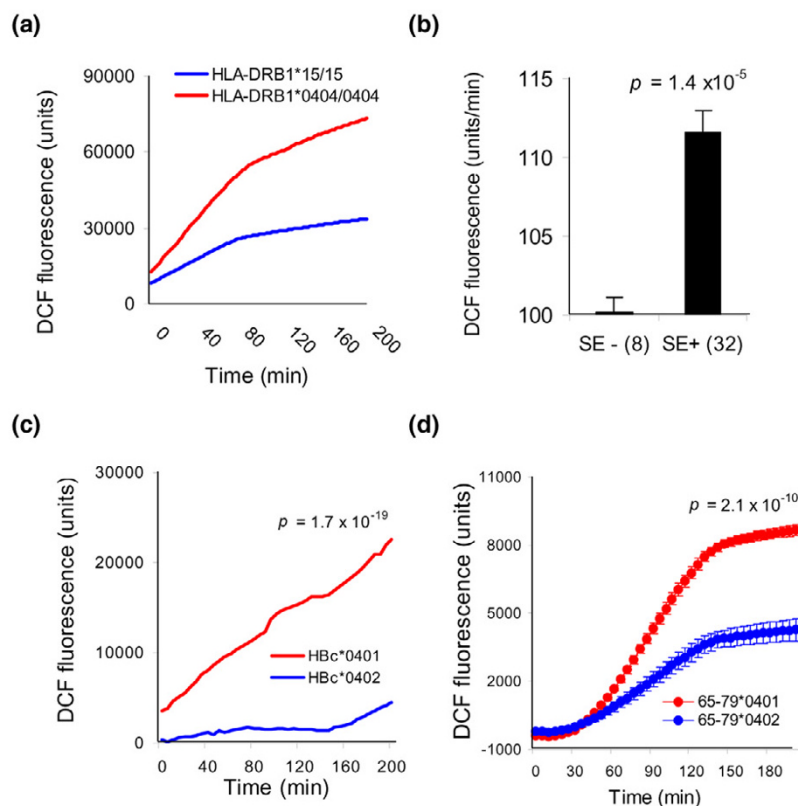 (a)
HLA-DRB1*15/15
HLA-DRB1*0404/0404
DCF fluorescence (units)
90000
60000
30000
0
0 40 80 120 160 200
Time (min)
(b)
p = 1.4 x10-5
DCF fluorescence (units/min)
115
110
105
100
SE - (8) SE+ (32)
(c)
p = 1.7 x 10-19
DCF fluorescence (units)
30000
20000
10000
0
HBc*0401
HBc*0402
0 40 80 120 160 200
Time (min)
(d)
p = 2.1 x 10-10
DCF fluorescence (units)
11000
8000
5000
2000
-1000
65-79*0401
65-79*0402
0 30 60 90 120 150 180
Time (min)